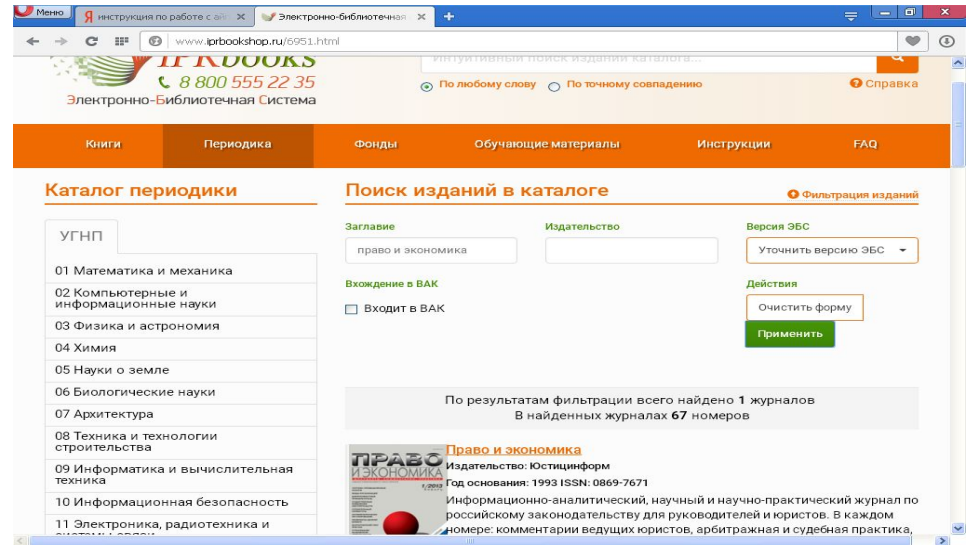 Меню
инструкция по работе с
Электронно-библиотечная
www.iprbookshop.ru/6951.html
IPRbooks
8 800 555 22 35
Электронно-Библиотечная Система
Интуитивный поиск издании каталога...
По любому слову
По точному совпадению
Справка
Книги
Периодика
Фонды
Обучающие материалы
Инструкции
FAQ
Каталог периодики
УГНП
01 Математика и механика
02 Компьютерные и
информационные науки
03 Физика и астрономия
04 Химия
05 Науки о земле
06 Биологические науки
07 Архитектура
08 Техника и технологии
строительства
09 Информатика и вычислительная
техника
10 Информационная безопасность
11 Электроника, радиотехника и
системы связи
Поиск изданий в каталоге
Фильтрация изданий
Заглавие
Издательство
Версия ЭБС
право и экономика
Уточнить версию ЭБС
Вхождение в ВАК
Действия
Входит в ВАК
Очистить форму
Применить
По результатам фильтрации всего найдено 1 журналов
В найденных журналах 67 номеров
ПРАВО
И ЭКОНОМИКА
Право и экономика
Издательство: Юстицинформ
Год основания: 1993 ISSN: 0869-7671
Информационно-аналитический, научный и научно-практический журнал по
российскому законодательству для руководителей и юристов. В каждом
номере: комментарии ведущих юристов, арбитражная и судебная практика,